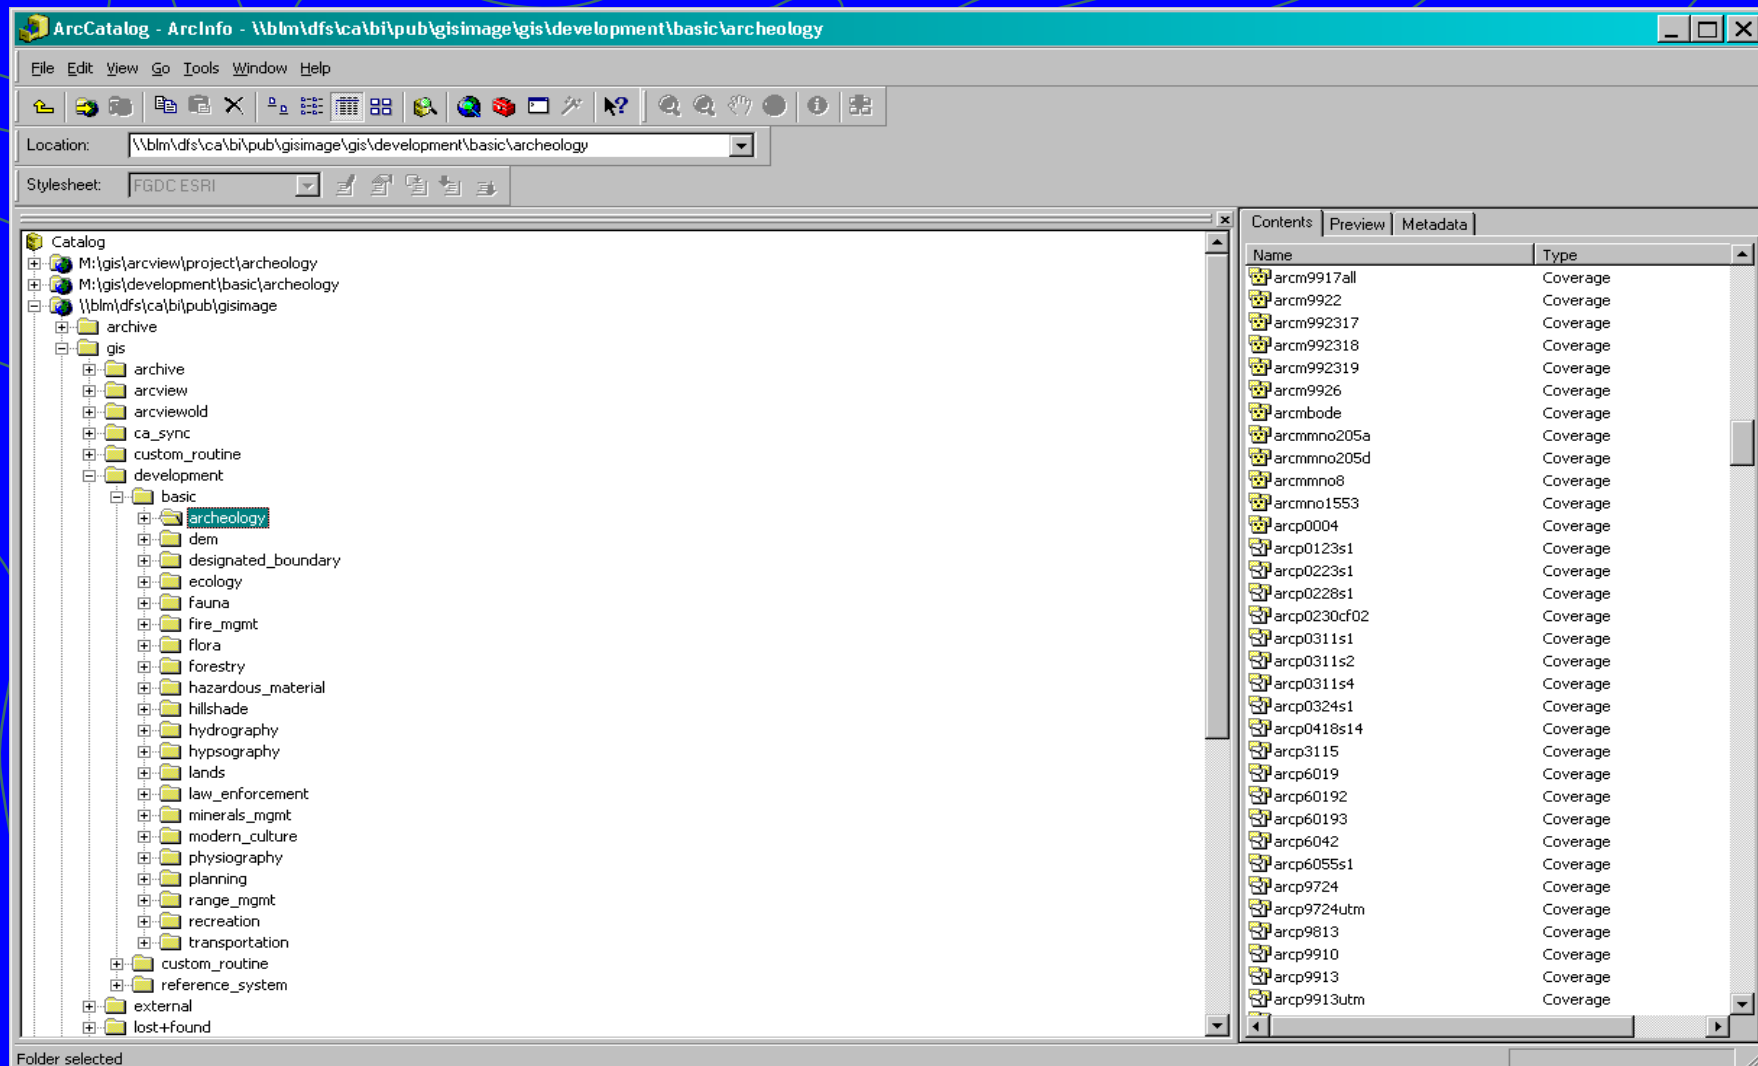 ArcCatalog - ArcInfo - \\blm\dfs\ca\bi\pub\gisimage\gis\development\basic\archeology
File Edit View Go Tools Window Help
Location: \\blm\dfs\ca\bi\pub\gisimage\gis\development\basic\archeology
Stylesheet: FGDC ESRI
Catalog
M:\gis\arcview\project\archeology
M:\gis\development\basic\archeology
\\blm\dfs\ca\bi\pub\gisimage
archive
gis
archive
arcview
arcviewold
ca_sync
custom_routine
development
basic
archeology
dem
designated_boundary
ecology
fauna
fire_mgmt
flora
forestry
hazardous_material
hillshade
hydrography
hypsography
lands
law_enforcement
minerals_mgmt
modern_culture
physiography
planning
range_mgmt
recreation
transportation
custom_routine
reference_system
external
lost+found
Contents Preview Metadata
Name Type
arcm9917all Coverage
arcm9922 Coverage
arcm992317 Coverage
arcm992318 Coverage
arcm992319 Coverage
arcm9926 Coverage
arcmbode Coverage
arcmmno205a Coverage
arcmmno205d Coverage
arcmmno8 Coverage
arcmno1553 Coverage
arcp0004 Coverage
arcp0123s1 Coverage
arcp0223s1 Coverage
arcp0228s1 Coverage
arcp0230cf02 Coverage
arcp0311s1 Coverage
arcp0311s2 Coverage
arcp0311s4 Coverage
arcp0324s1 Coverage
arcp0418s14 Coverage
arcp3115 Coverage
arcp6019 Coverage
arcp60192 Coverage
arcp60193 Coverage
arcp6042 Coverage
arcp6055s1 Coverage
arcp9724 Coverage
arcp9724utm Coverage
arcp9813 Coverage
arcp9910 Coverage
arcp9913 Coverage
arcp9913utm Coverage
Folder selected